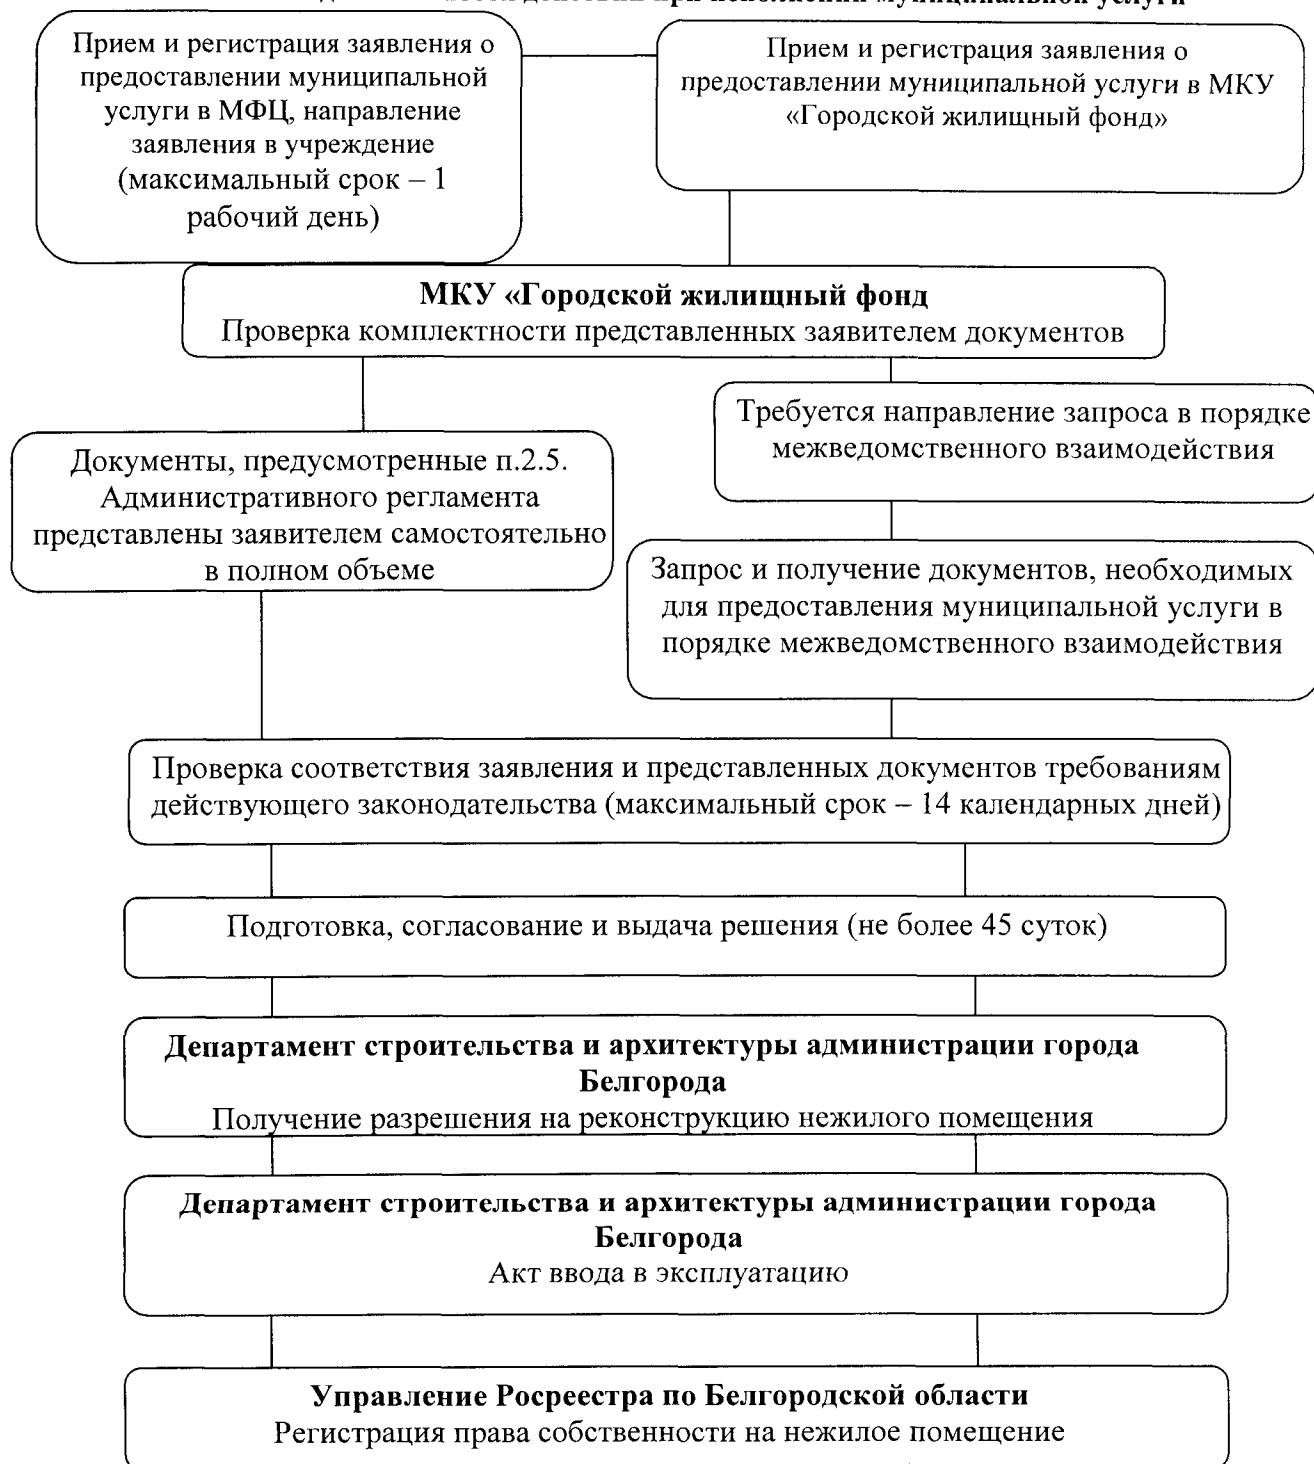 при исполнении муниципальной услуги
Прием и регистрация заявления о
предоставлении муниципальной
услуги в МФЦ, направление
заявления в учреждение
(максимальный срок – 1
рабочий день)
Прием и регистрация заявления о
предоставлении муниципальной услуги в МКУ
«Городской жилищный фонд»
МКУ «Городской жилищный фонд
Проверка комплектности представленных заявителем документов
Требуется направление запроса в порядке
межведомственного взаимодействия
Документы, предусмотренные п.2.5.
Административного регламента
представлены заявителем самостоятельно
в полном объеме
Запрос и получение документов, необходимых
для предоставления муниципальной услуги в
порядке межведомственного взаимодействия
Проверка соответствия заявления и представленных документов требованиям
действующего законодательства (максимальный срок – 14 календарных дней)
Подготовка, согласование и выдача решения (не более 45 суток)
Департамент строительства и архитектуры администрации города
Белгорода
Получение разрешения на реконструкцию нежилого помещения
Департамент строительства и архитектуры администрации города
Белгорода
Акт ввода в эксплуатацию
Управление Росреестра по Белгородской области
Регистрация права собственности на нежилое помещение